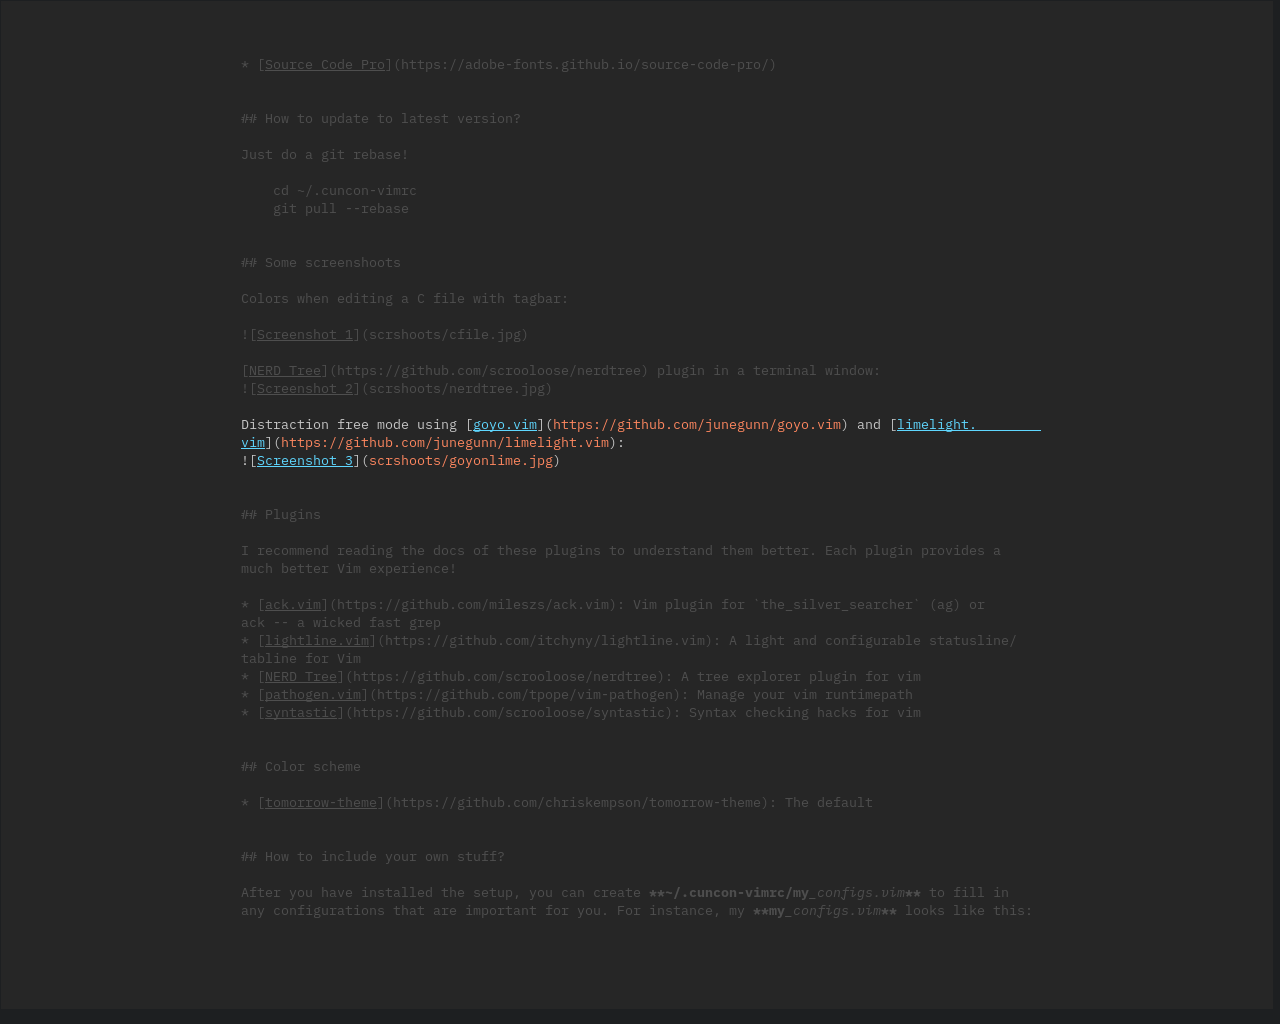 * [Source Code Pro](https://adobe-fonts.github.io/source-code-pro/)
## How to update to latest version?
Just do a git rebase!
cd ~/.cuncon-vimrc
git pull --rebase
## Some screenshoots
Colors when editing a C file with tagbar:
![Screenshot 1](scrshoots/cfile.jpg)
[NERD Tree](https://github.com/scrooloose/nerdtree) plugin in a terminal window:
![Screenshot 2](scrshoots/nerdtree.jpg)
Distraction free mode using [goyo.vim](https://github.com/junegunn/goyo.vim) and [limelight.
vim](https://github.com/junegunn/limelight.vim):
![Screenshot 3](scrshoots/goyonlime.jpg)
## Plugins
I recommend reading the docs of these plugins to understand them better. Each plugin provides a
much better Vim experience!
* [ack.vim](https://github.com/mileszs/ack.vim): Vim plugin for `the_silver_searcher` (ag) or
ack -- a wicked fast grep
* [lightline.vim](https://github.com/itchyny/lightline.vim): A light and configurable statusline/
tabline for Vim
* [NERD Tree](https://github.com/scrooloose/nerdtree): A tree explorer plugin for vim
* [pathogen.vim](https://github.com/tpope/vim-pathogen): Manage your vim runtimepath
* [syntastic](https://github.com/scrooloose/syntastic): Syntax checking hacks for vim
## Color scheme
* [tomorrow-theme](https://github.com/chriskempson/tomorrow-theme): The default
## How to include your own stuff?
After you have installed the setup, you can create **~/.cuncon-vimrc/my_configs.vim** to fill in
any configurations that are important for you. For instance, my **my_configs.vim** looks like this: